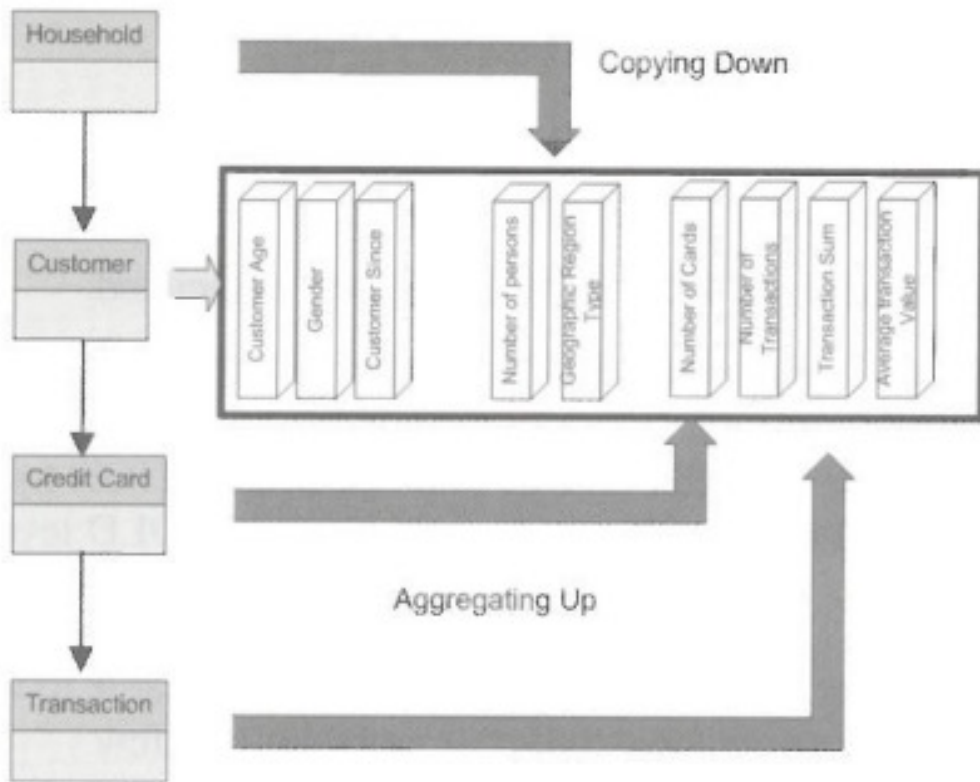 Household
Copying Down
Customer
Customer Age
Gender
Customer Since
Number of persons
Geographic Region
Type
Number of Cards
Number of
Transactions
Transaction Sum
Average transaction
Value
Credit Card
Aggregating Up
Transaction